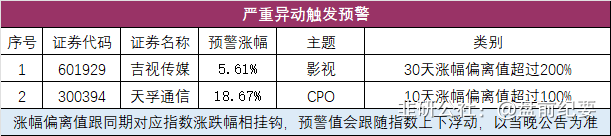 严重异动触发预警
序号 证券代码 证券名称 预警涨幅 主题 类别
1 601929 吉视传媒 5.61% 影视 30天涨幅偏离值超过200%
2 300394 天孚通信 18.67% CPO 10天涨幅偏离值超过100%
涨幅偏离值跟同期对应指数涨跌幅相挂钩，预警值会跟随指数上下浮动，以当晚公告为准